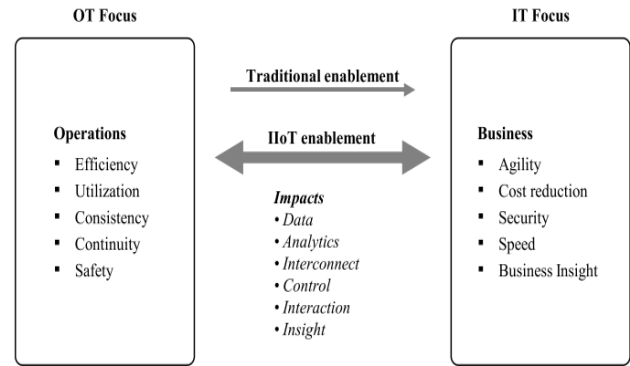 OT Focus
IT Focus
Traditional enablement
IIoT enablement
Operations
▪ Efficiency
▪ Utilization
▪ Consistency
▪ Continuity
▪ Safety
Impacts
• Data
• Analytics
• Interconnect
• Control
• Interaction
• Insight
Business
▪ Agility
▪ Cost reduction
▪ Security
▪ Speed
▪ Business Insight